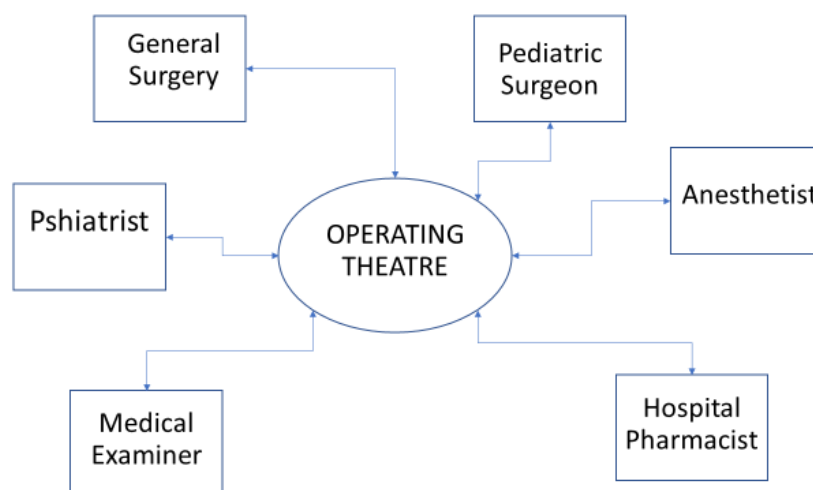 General
Surgery
Pediatric
Surgeon
Anesthetist
Pshiatrist
OPERATING
THEATRE
Medical
Examiner
Hospital
Pharmacist